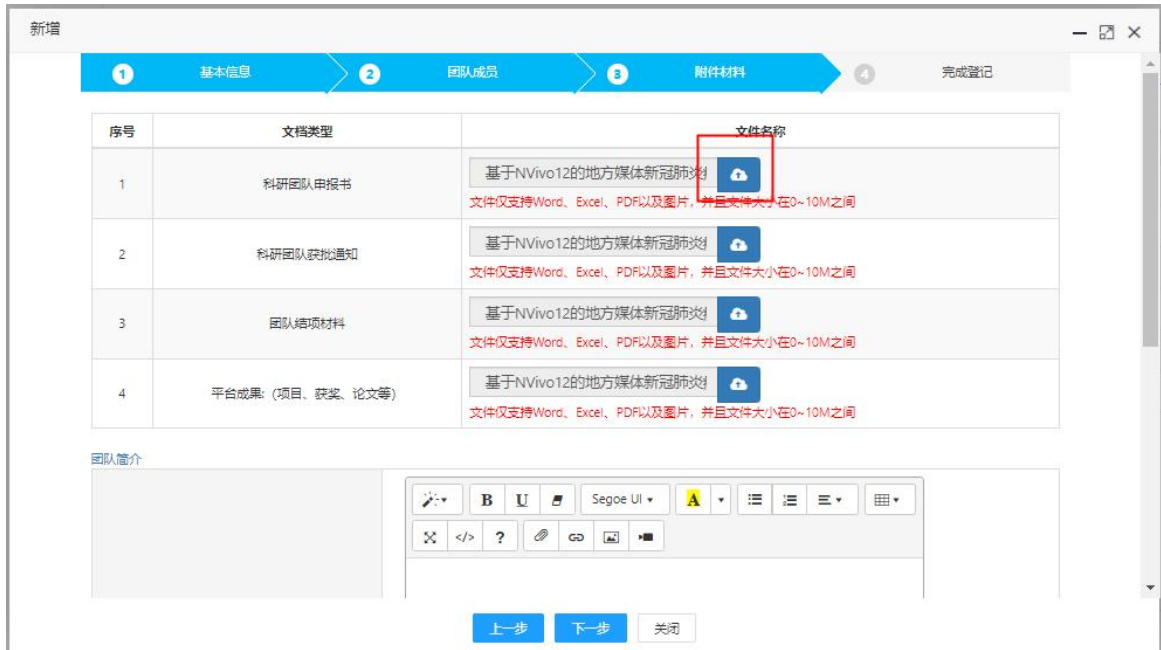 新增
1 基本信息 2 团队成员 3 附件材料 4 完成登记
序号 文档类型 文件名称
1 科研团队申报书 基于NVivo12的地方媒体新冠肺炎
文件仅支持Word、Excel、PDF以及图片，并且文件大小在0~10M之间
2 科研团队获批通知 基于NVivo12的地方媒体新冠肺炎
文件仅支持Word、Excel、PDF以及图片，并且文件大小在0~10M之间
3 团队结项材料 基于NVivo12的地方媒体新冠肺炎
文件仅支持Word、Excel、PDF以及图片，并且文件大小在0~10M之间
4 平台成果:（项目、获奖、论文等） 基于NVivo12的地方媒体新冠肺炎
文件仅支持Word、Excel、PDF以及图片，并且文件大小在0~10M之间
团队简介
B U Segoe UI A
</> ?
上一步 下一步 关闭